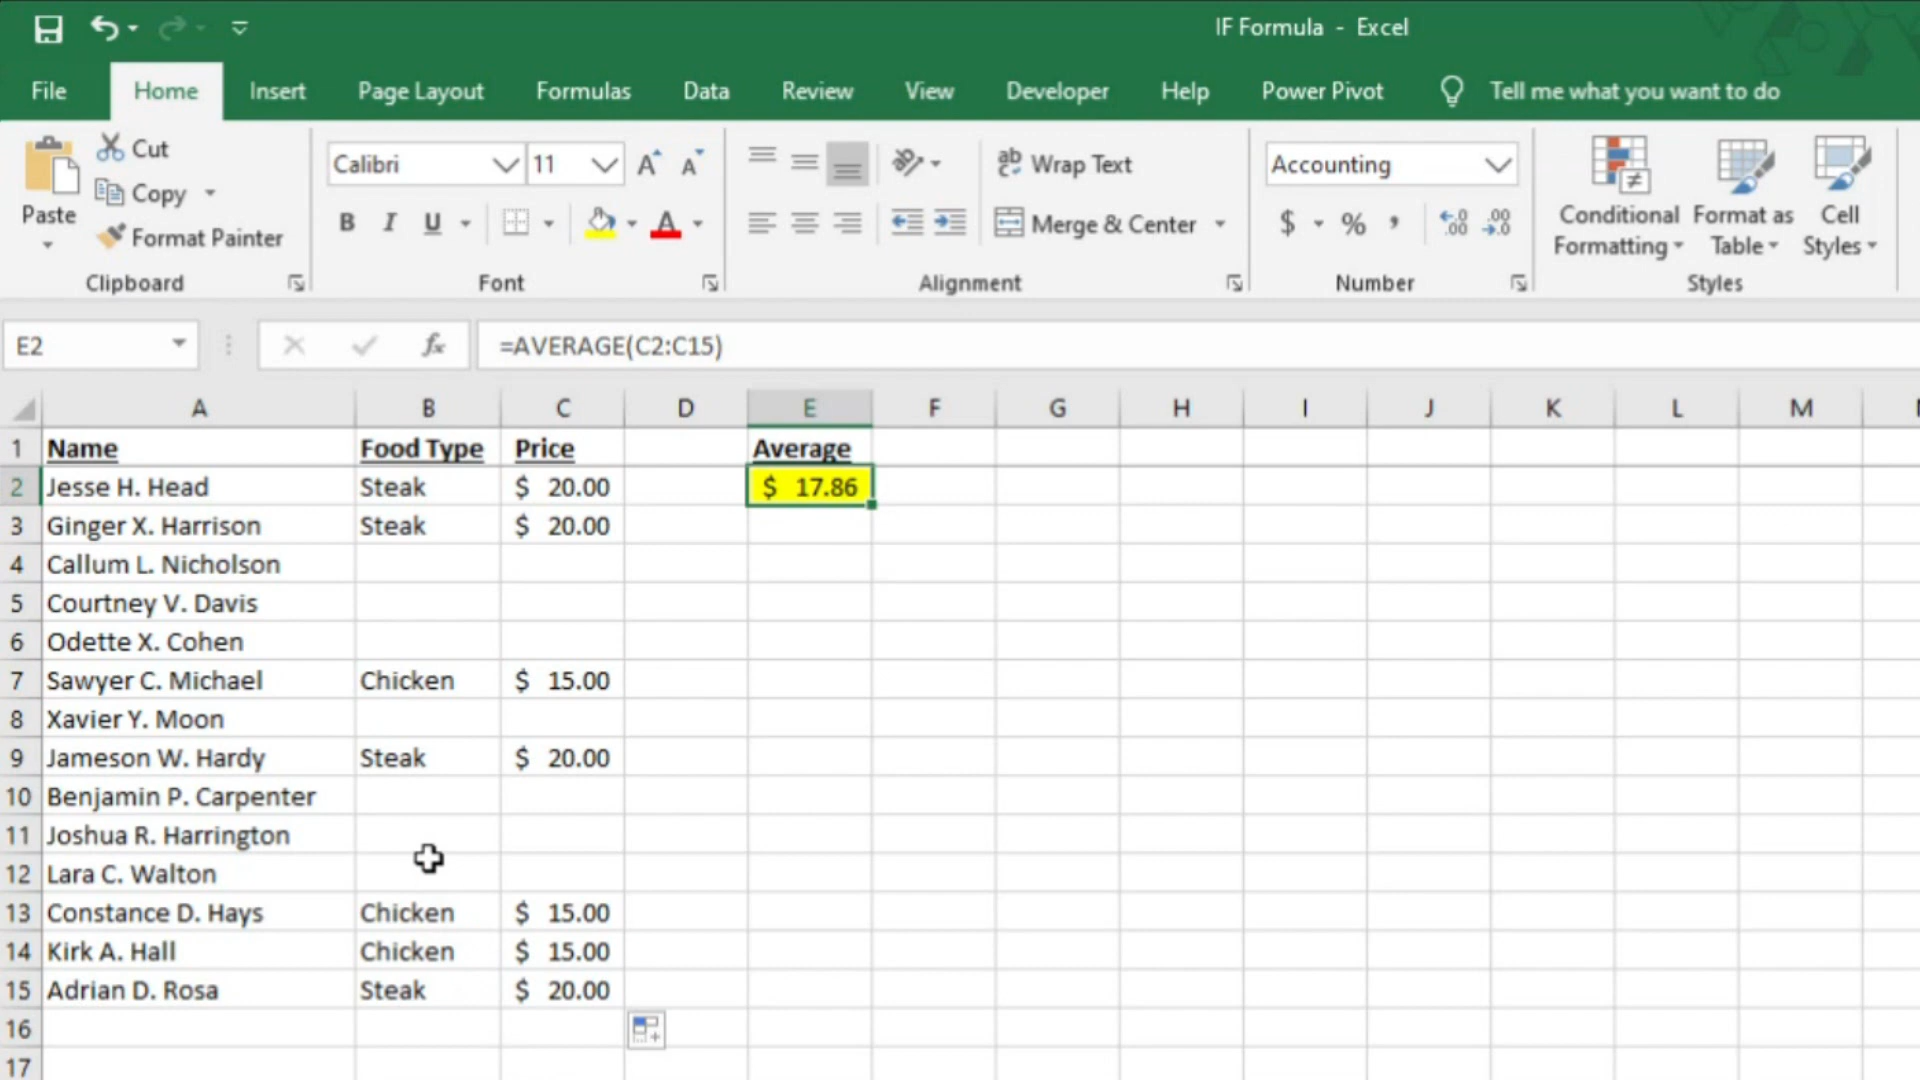 IF Formula - Excel
File Home Insert Page Layout Formulas Data Review View Developer Help Power Pivot Tell me what you want to do
Paste
Cut
Copy
Format Painter
Clipboard
Calibri 11
B I U A
Font
ab Wrap Text
Merge & Center
Alignment
Accounting
$ % ,
Number
Conditional Formatting
Format as Table
Cell Styles
Styles
E2 fx =AVERAGE(C2:C15)
A B C D E F G H I J K L M
1 Name Food Type Price Average
2 Jesse H. Head Steak $ 20.00 $ 17.86
3 Ginger X. Harrison Steak $ 20.00
4 Callum L. Nicholson
5 Courtney V. Davis
6 Odette X. Cohen
7 Sawyer C. Michael Chicken $ 15.00
8 Xavier Y. Moon
9 Jameson W. Hardy Steak $ 20.00
10 Benjamin P. Carpenter
11 Joshua R. Harrington
12 Lara C. Walton
13 Constance D. Hays Chicken $ 15.00
14 Kirk A. Hall Chicken $ 15.00
15 Adrian D. Rosa Steak $ 20.00
16
17